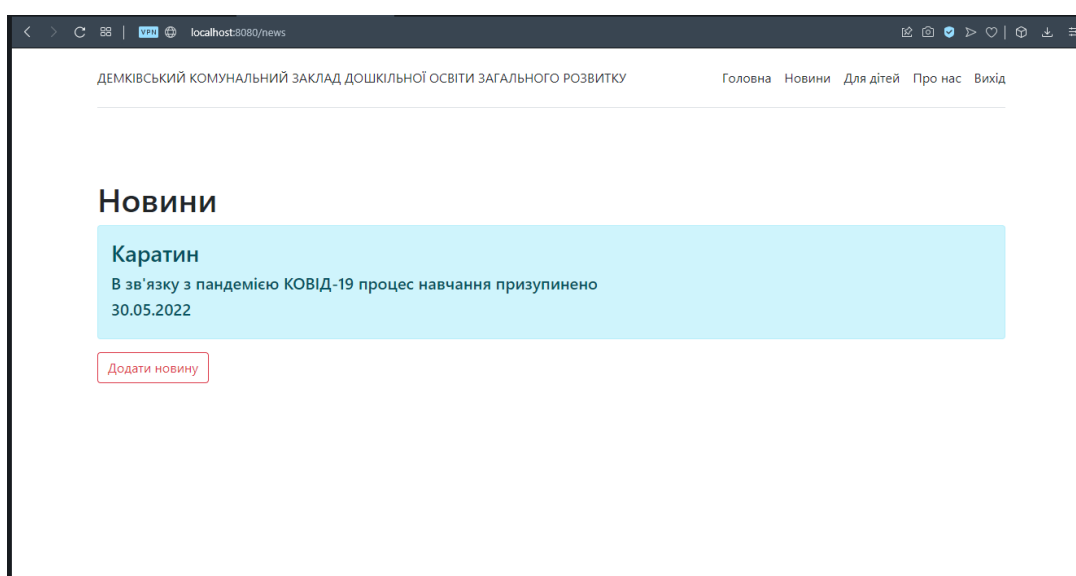 VPN localhost:8080/news
ДЕМКІВСЬКИЙ КОМУНАЛЬНИЙ ЗАКЛАД ДОШКІЛЬНОЇ ОСВІТИ ЗАГАЛЬНОГО РОЗВИТКУ Головна Новини Для дітей Про нас Вихід
Новини
Каратин
В зв'язку з пандемією КОВІД-19 процес навчання призупинено
30.05.2022
Додати новину